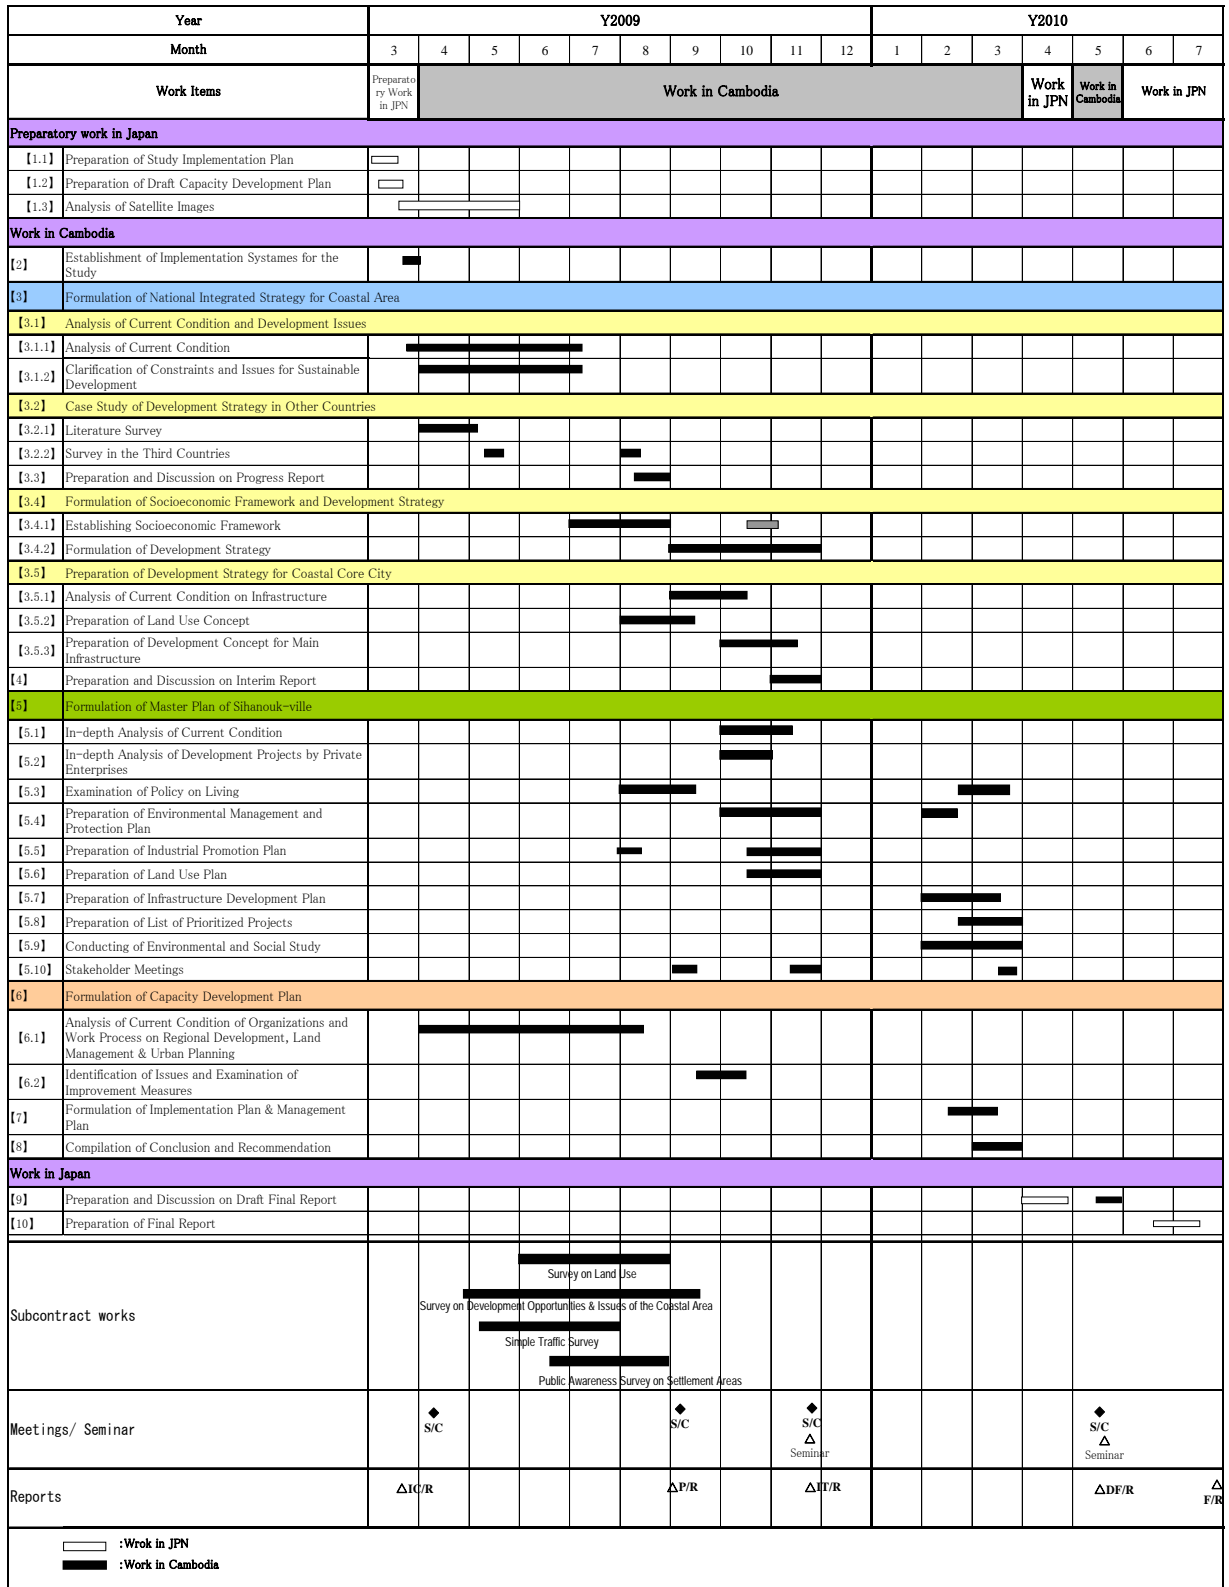 Year Y2009 Y2010
Month 3 4 5 6 7 8 9 10 11 12 1 2 3 4 5 6 7
Work Items
Preparato
ry Work
in JPN
Work in Cambodia
Work
in JPN
Work in
Cambodia
Work in JPN
Preparatory work in Japan
【1.1】 Preparation of Study Implementation Plan
【1.2】 Preparation of Draft Capacity Development Plan
【1.3】 Analysis of Satellite Images
Work in Cambodia
【2】 Establishment of Implementation Systames for the
Study
【3】 Formulation of National Integrated Strategy for Coastal Area
【3.1】 Analysis of Current Condition and Development Issues
【3.1.1】 Analysis of Current Condition
【3.1.2】 Clarification of Constraints and Issues for Sustainable
Development
【3.2】 Case Study of Development Strategy in Other Countries
【3.2.1】 Literature Survey
【3.2.2】 Survey in the Third Countries
【3.3】 Preparation and Discussion on Progress Report
【3.4】 Formulation of Socioeconomic Framework and Development Strategy
【3.4.1】 Establishing Socioeconomic Framework
【3.4.2】 Formulation of Development Strategy
【3.5】 Preparation of Development Strategy for Coastal Core City
【3.5.1】 Analysis of Current Condition on Infrastructure
【3.5.2】 Preparation of Land Use Concept
【3.5.3】 Preparation of Development Concept for Main
Infrastructure
【4】 Preparation and Discussion on Interim Report
【5】 Formulation of Master Plan of Sihanouk-ville
【5.1】 In-depth Analysis of Current Condition
【5.2】 In-depth Analysis of Development Projects by Private
Enterprises
【5.3】 Examination of Policy on Living
【5.4】 Preparation of Environmental Management and
Protection Plan
【5.5】 Preparation of Industrial Promotion Plan
【5.6】 Preparation of Land Use Plan
【5.7】 Preparation of Infrastructure Development Plan
【5.8】 Preparation of List of Prioritized Projects
【5.9】 Conducting of Environmental and Social Study
【5.10】 Stakeholder Meetings
【6】 Formulation of Capacity Development Plan
【6.1】 Analysis of Current Condition of Organizations and
Work Process on Regional Development, Land
Management & Urban Planning
【6.2】 Identification of Issues and Examination of
Improvement Measures
【7】 Formulation of Implementation Plan & Management
Plan
【8】 Compilation of Conclusion and Recommendation
Work in Japan
【9】 Preparation and Discussion on Draft Final Report
【10】 Preparation of Final Report
Subcontract works
Survey on Land Use
Survey on Development Opportunities & Issues of the Coastal Area
Simple Traffic Survey
Public Awareness Survey on Settlement Areas
Meetings/ Seminar
S/C S/C S/C S/C
Seminar Seminar
Reports
IC/R P/R IT/R DF/R F/R
:Wrok in JPN
:Work in Cambodia